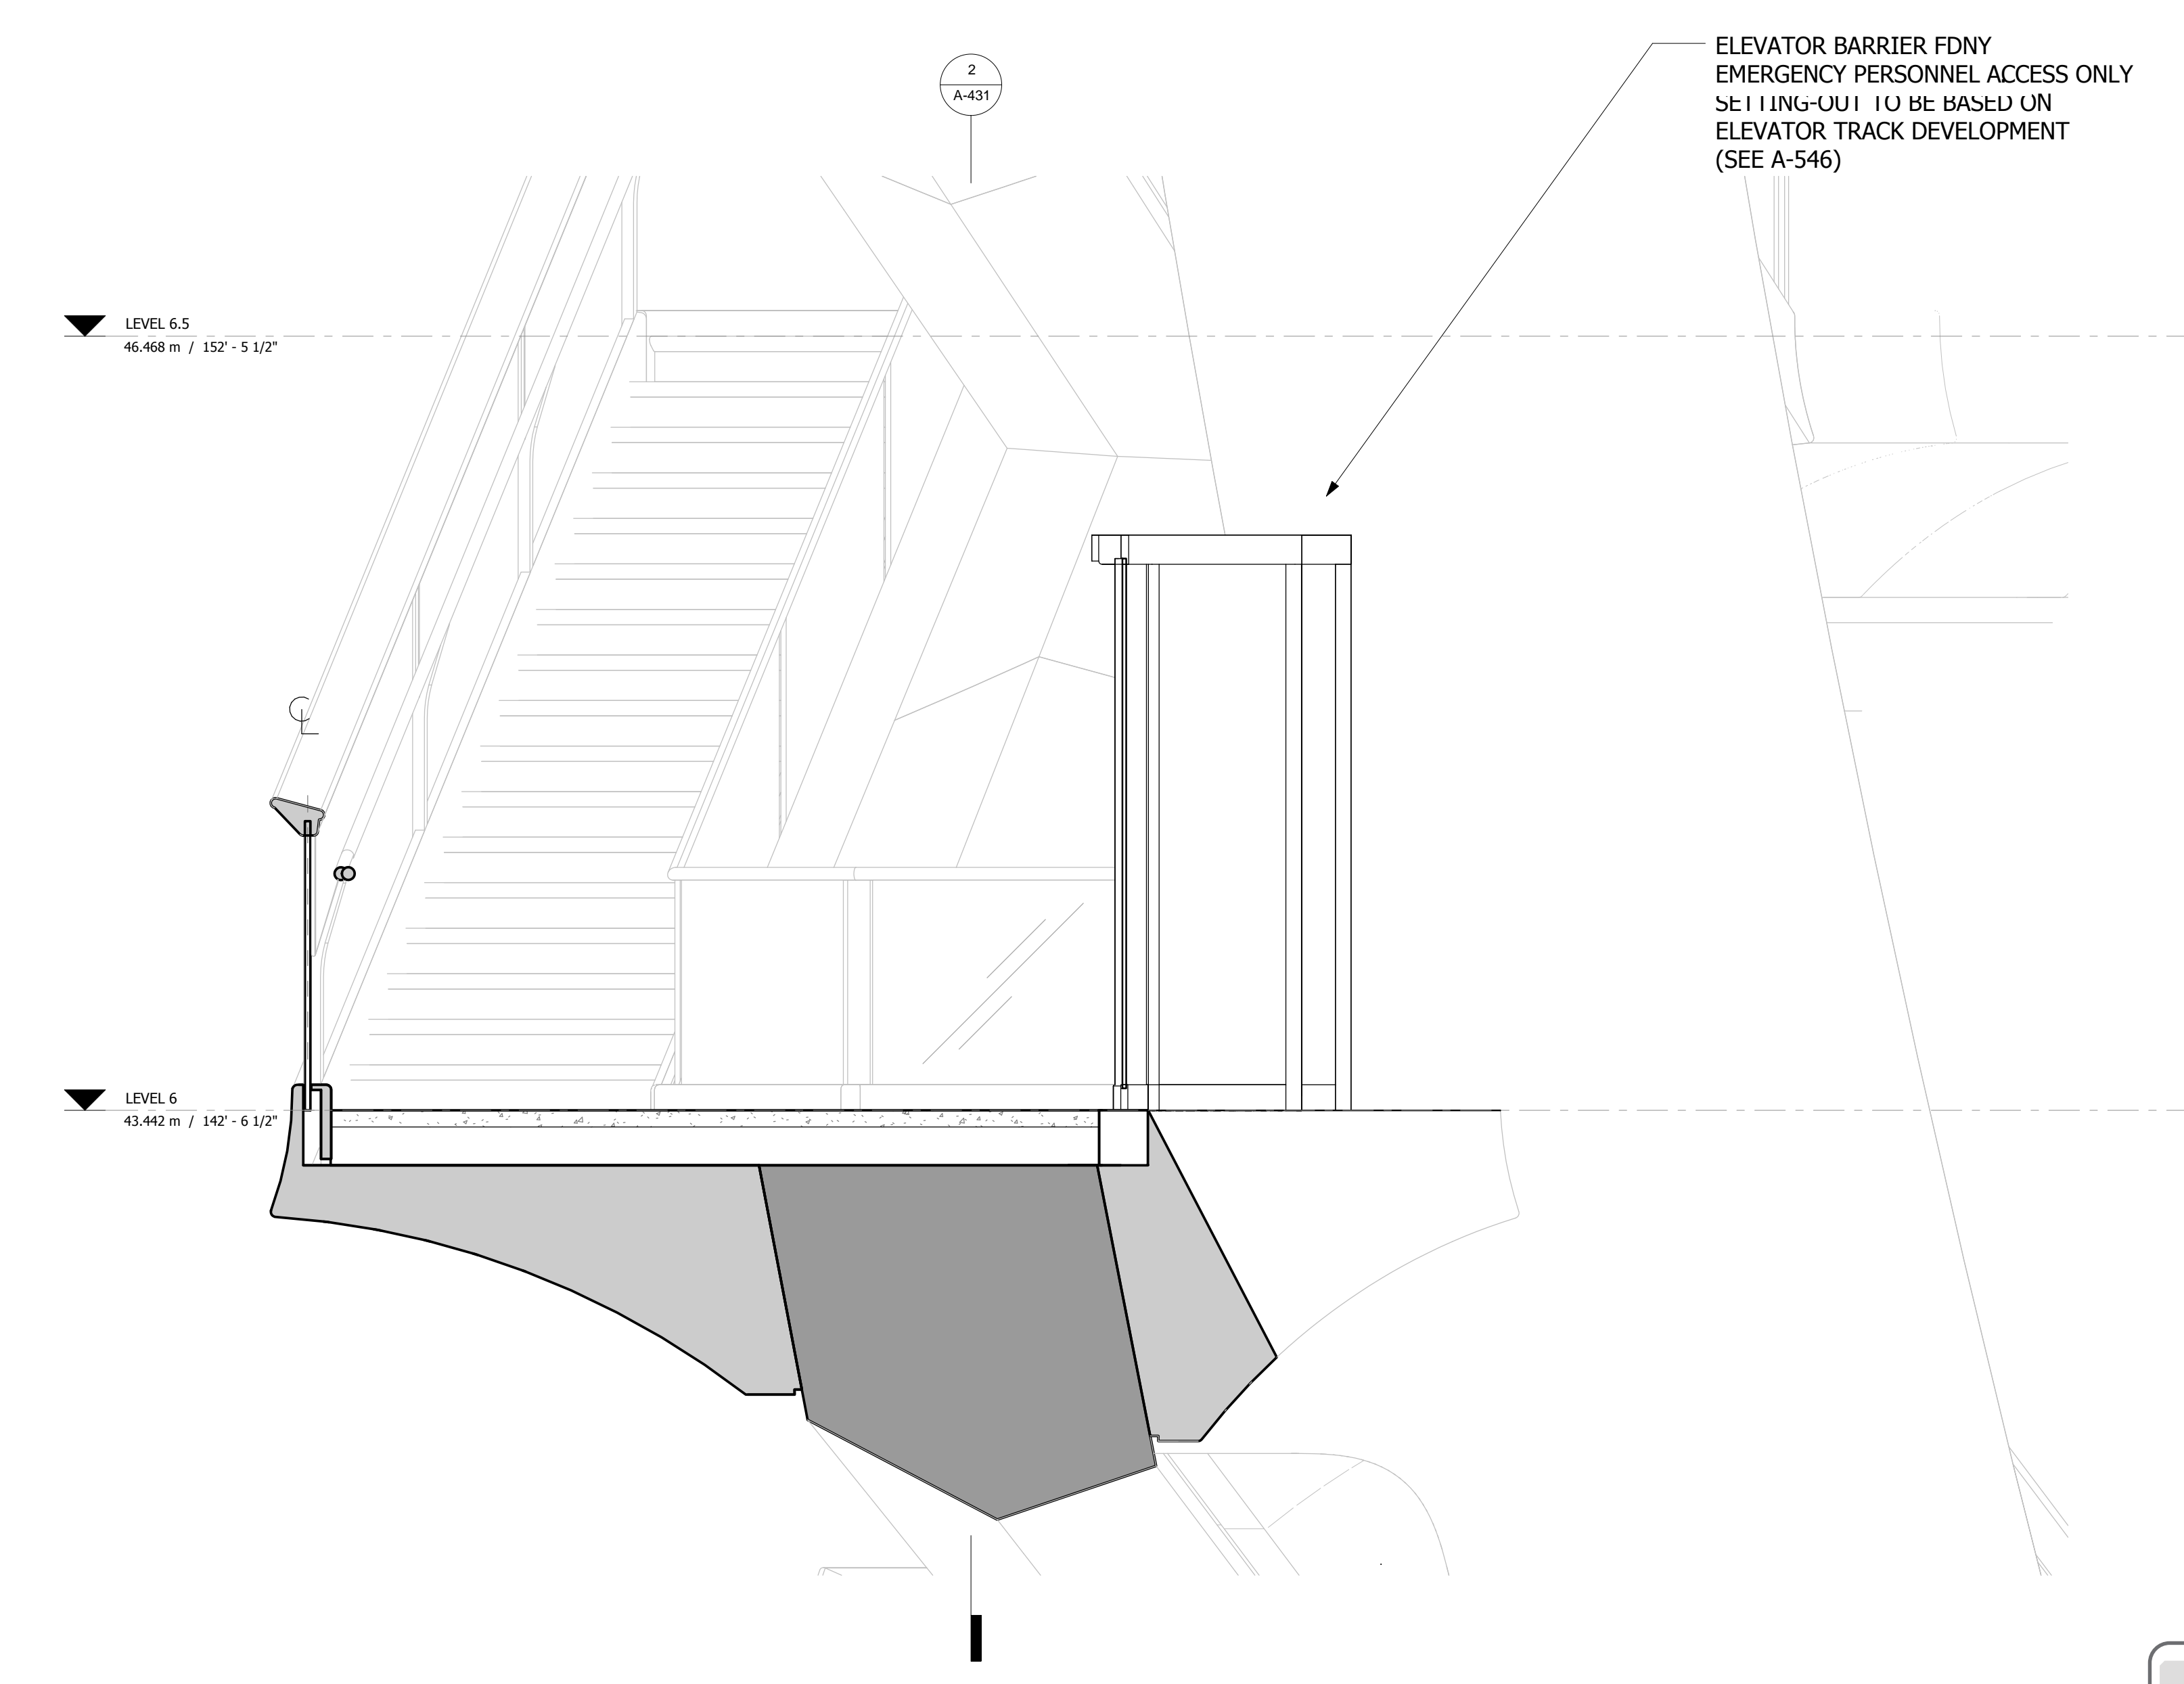 2
A-431
ELEVATOR BARRIER FDNY
EMERGENCY PERSONNEL ACCESS ONLY
SETTING-OUT TO BE BASED ON
ELEVATOR TRACK DEVELOPMENT
(SEE A-546)
LEVEL 6.5
46.468 m / 152' - 5 1/2"
LEVEL 6
43.442 m / 142' - 6 1/2"